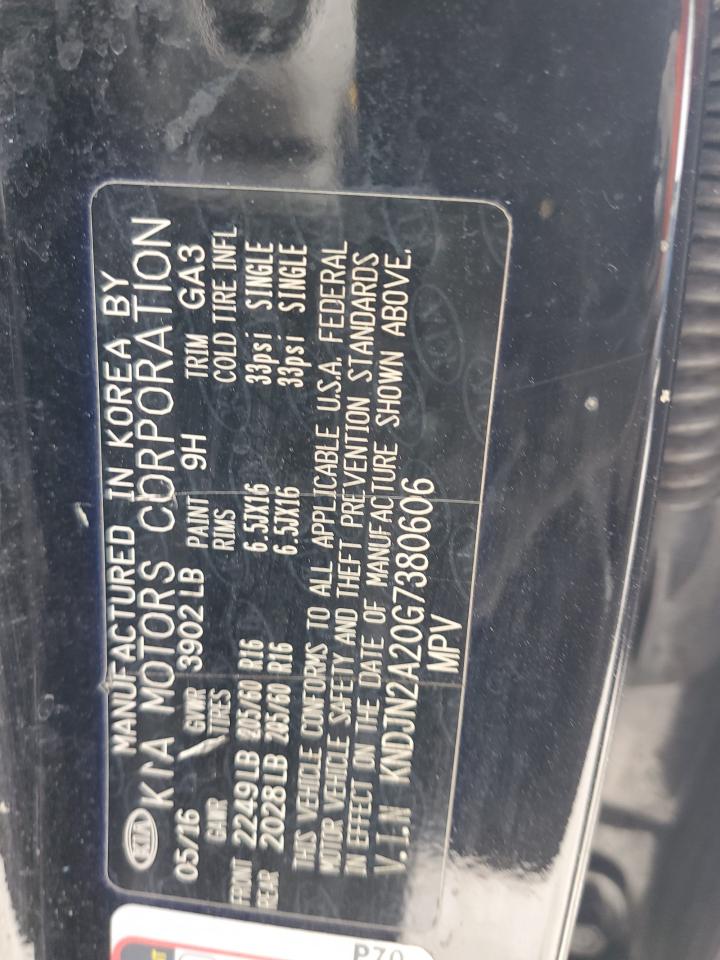 KIA MANUFACTURED IN KOREA BY
KIA MOTORS CORPORATION
05/16 GVWR 3902LB PAINT 9H TRIM GA3
GAWR TIRES RIMS COLD TIRE INFL
FRONT 2249LB 205/60 R16 6.5JX16 33psi SINGLE
REAR 2028LB 205/60 R16 6.5JX16 33psi SINGLE
THIS VEHICLE CONFORMS TO ALL APPLICABLE U.S.A. FEDERAL
MOTOR VEHICLE SAFETY AND THEFT PREVENTION STANDARDS
IN EFFECT ON THE DATE OF MANUFACTURE SHOWN ABOVE.
V.I.N KNDJN2A20G7380606
MPV